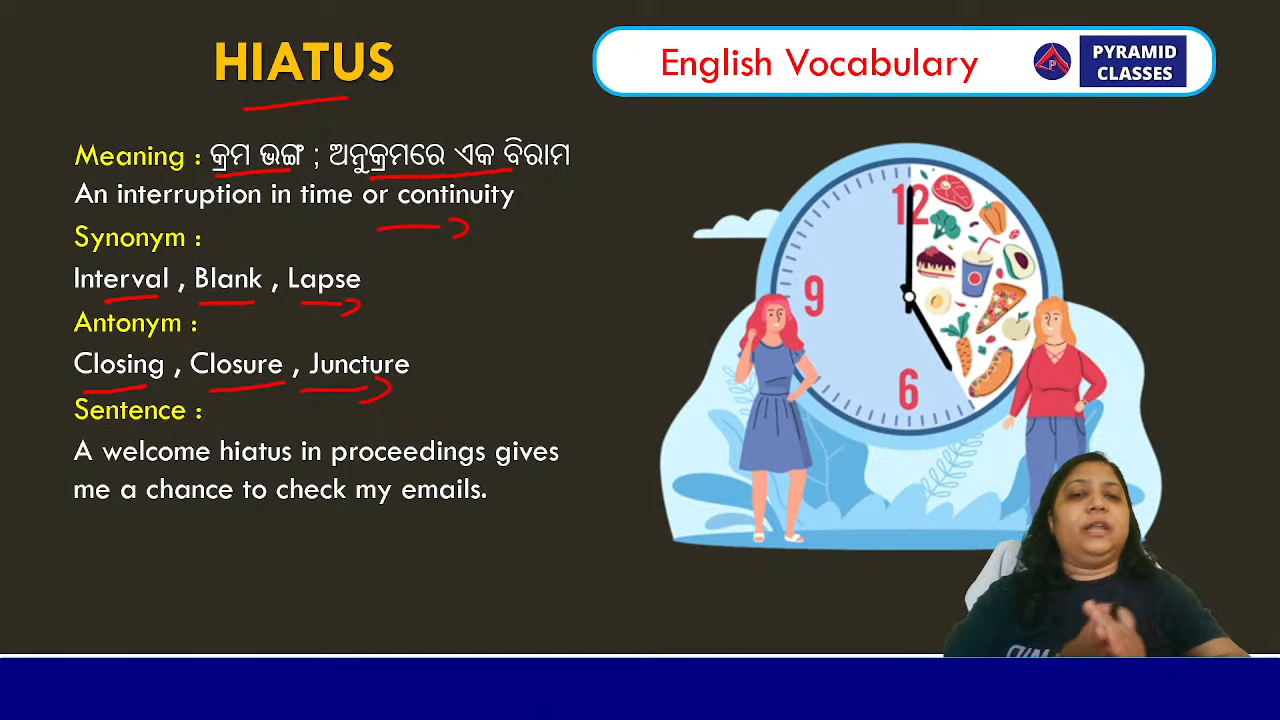 HIATUS
English Vocabulary
PYRAMID
CLASSES
Meaning : କ୍ରମ ଭଙ୍ଗ ; ଅନୁକ୍ରମରେ ଏକ ବିରାମ
An interruption in time or continuity
Synonym :
Interval , Blank , Lapse
Antonym :
Closing , Closure , Juncture
Sentence :
A welcome hiatus in proceedings gives
me a chance to check my emails.
12
9
6